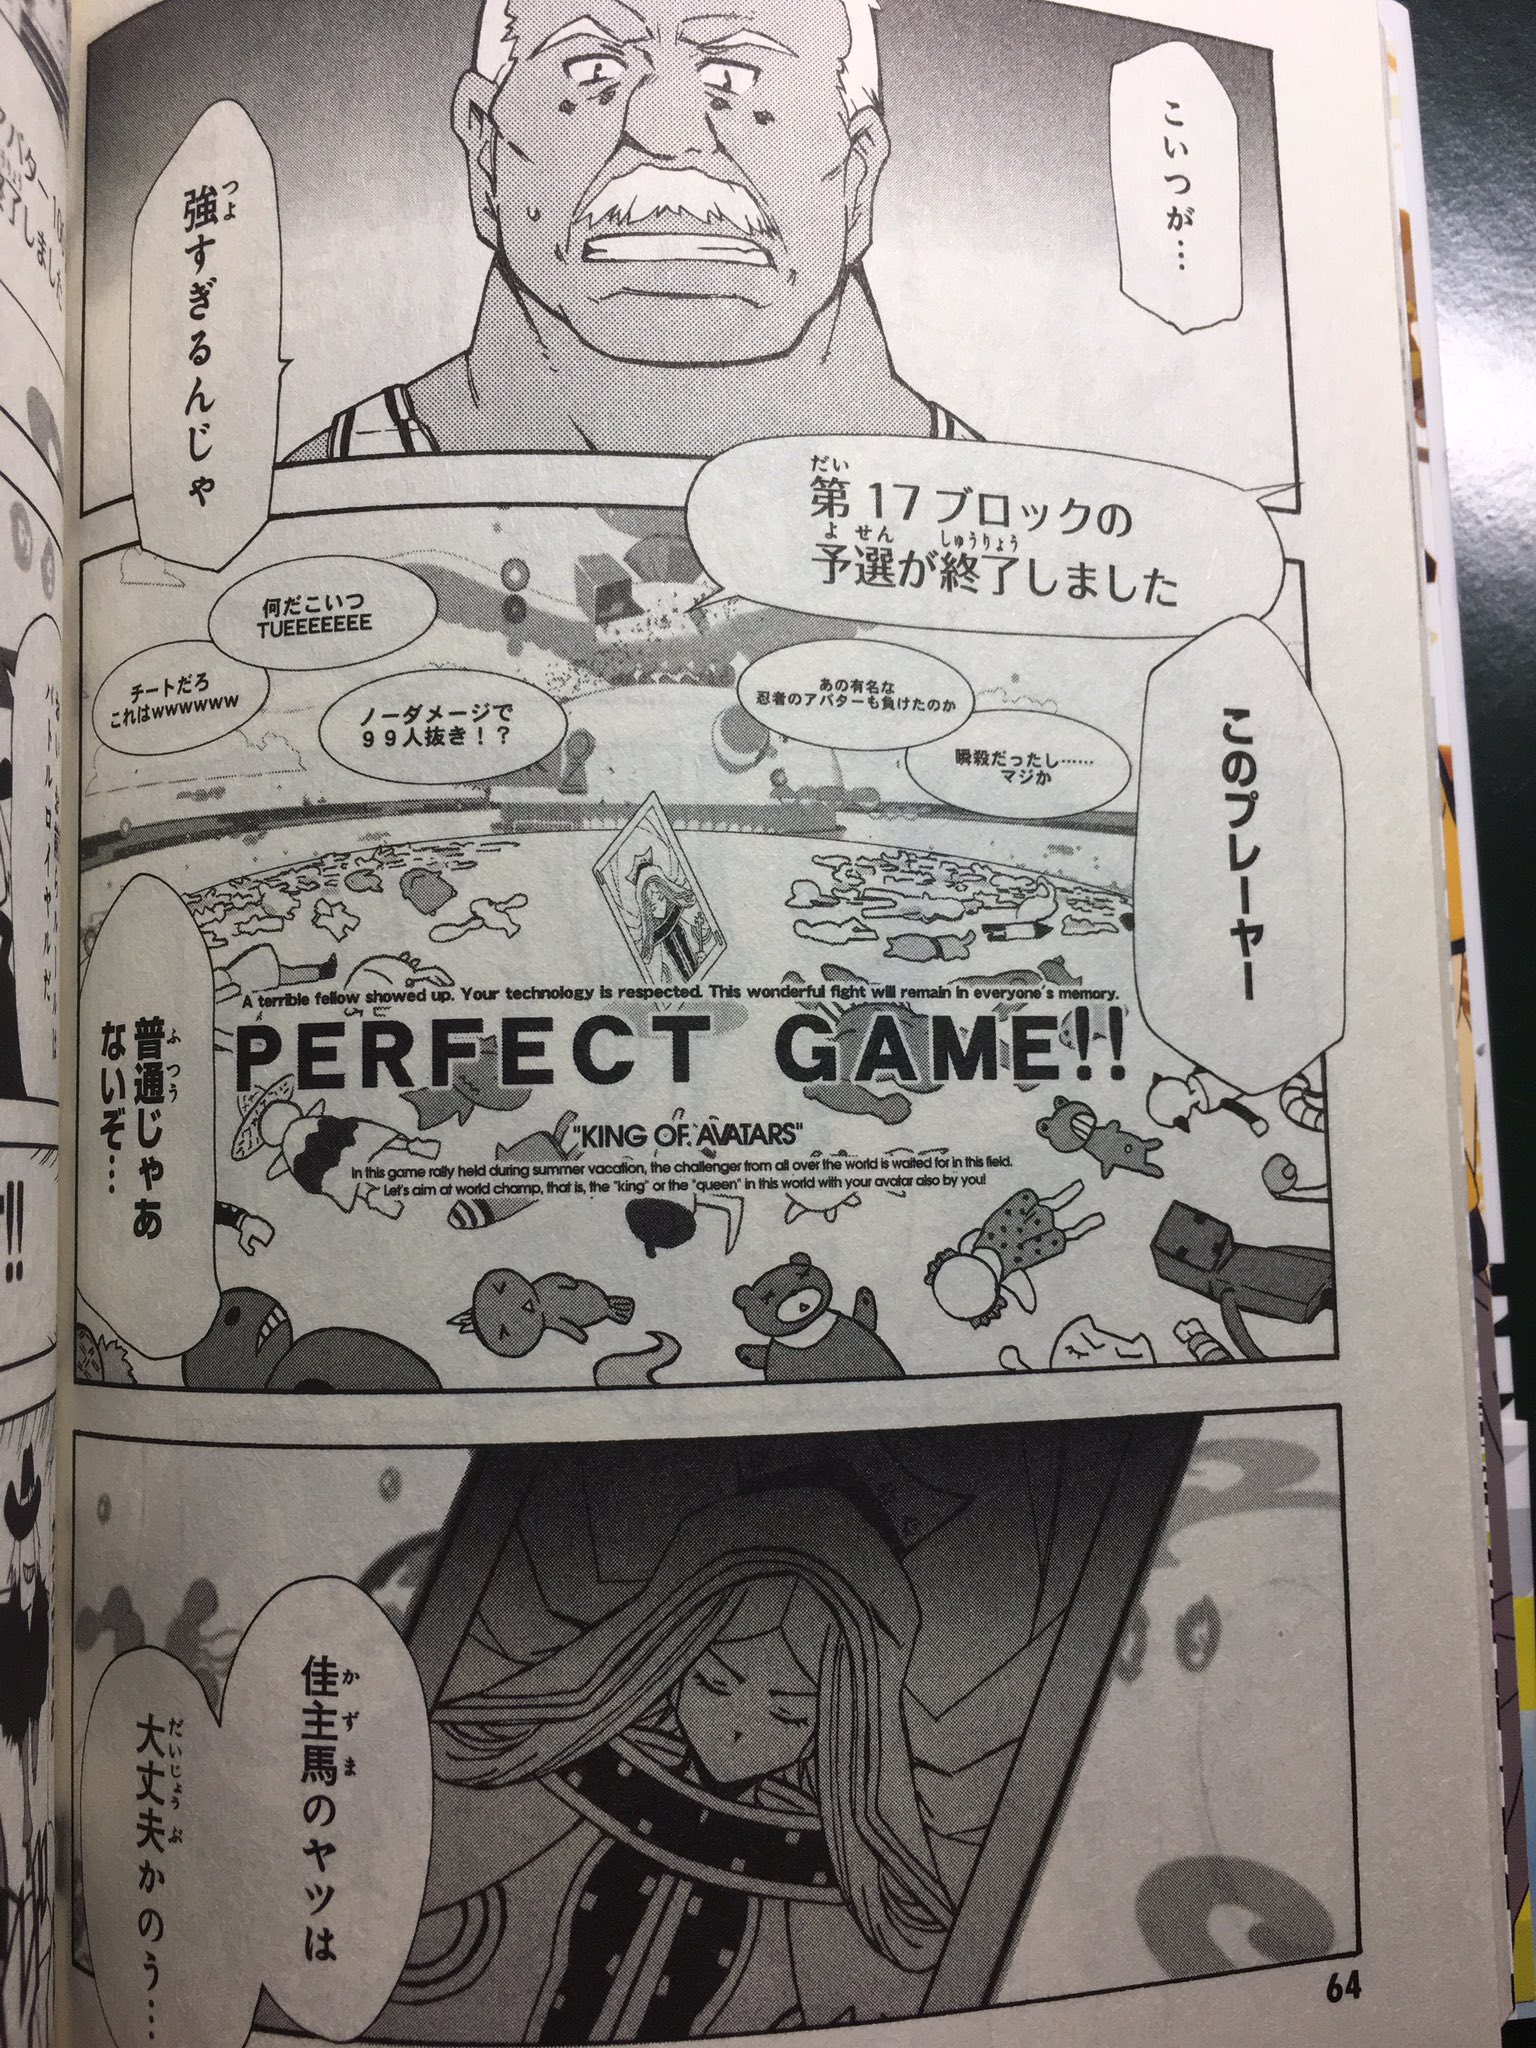 こいつが…
強すぎるんじゃ
第17ブロックの
予選が終了しました
このプレーヤー
あの有名な
忍者のアバターも負けたのか
瞬殺だったし……
マジか
何だこいつ
TUEEEEEEE
ノーダメージで
99人抜き!?
チートだろ
これはwwwwww
A terrible fellow showed up. Your technology is respected. This wonderful fight will remain in everyone's memory.
PERFECT GAME!!
"KING OF AVATARS"
In this game rally held during summer vacation, the challenger from all over the world is waited for in this field.
Let's aim at world champ, that is, the "king" or the "queen" in this world with your avatar also by you!
普通じゃあ
ないぞ…
佳主馬のヤツは
大丈夫かのう…
64